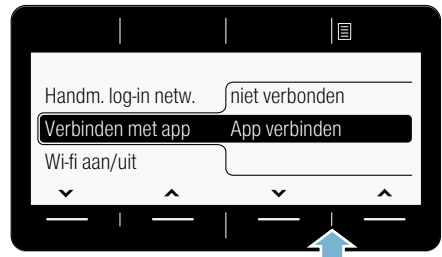 Handm. log-in netw. niet verbonden
Verbinden met app App verbinden
Wi-fi aan/uit